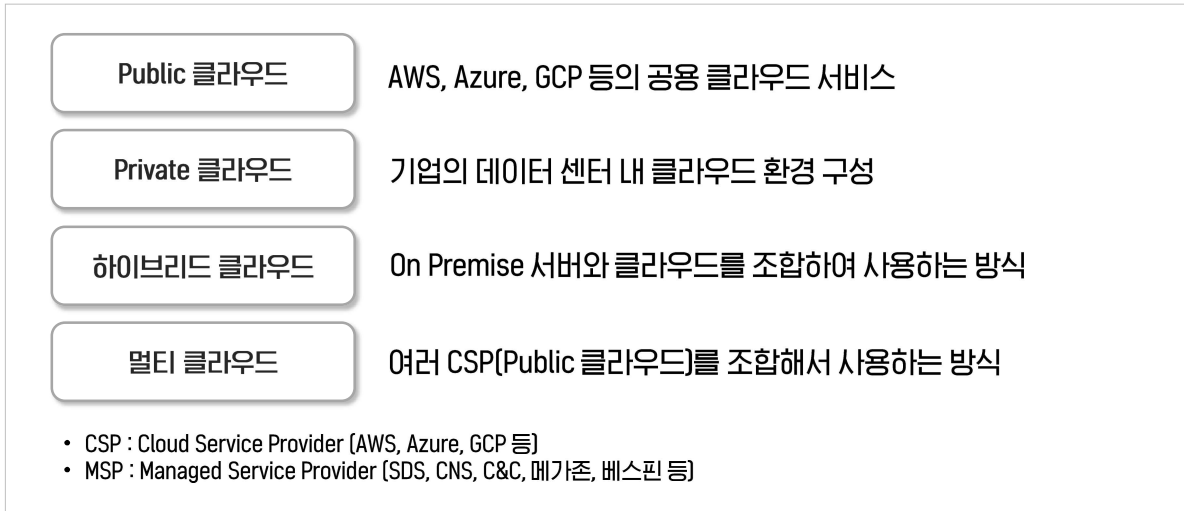 Public 클라우드
AWS, Azure, GCP 등의 공용 클라우드 서비스
Private 클라우드
기업의 데이터 센터 내 클라우드 환경 구성
하이브리드 클라우드
On Premise 서버와 클라우드를 조합하여 사용하는 방식
멀티 클라우드
여러 CSP(Public 클라우드)를 조합해서 사용하는 방식
• CSP : Cloud Service Provider (AWS, Azure, GCP 등)
• MSP : Managed Service Provider (SDS, CNS, C&C, 메가존, 베스핀 등)